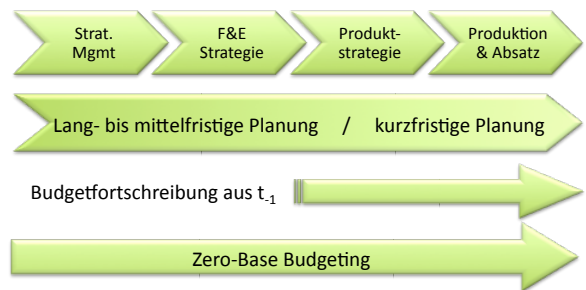 Strat.
Mgmt
F&E
Strategie
Produkt-
strategie
Produktion
& Absatz
Lang- bis mittelfristige Planung / kurzfristige Planung
Budgetfortschreibung aus t-1
Zero-Base Budgeting